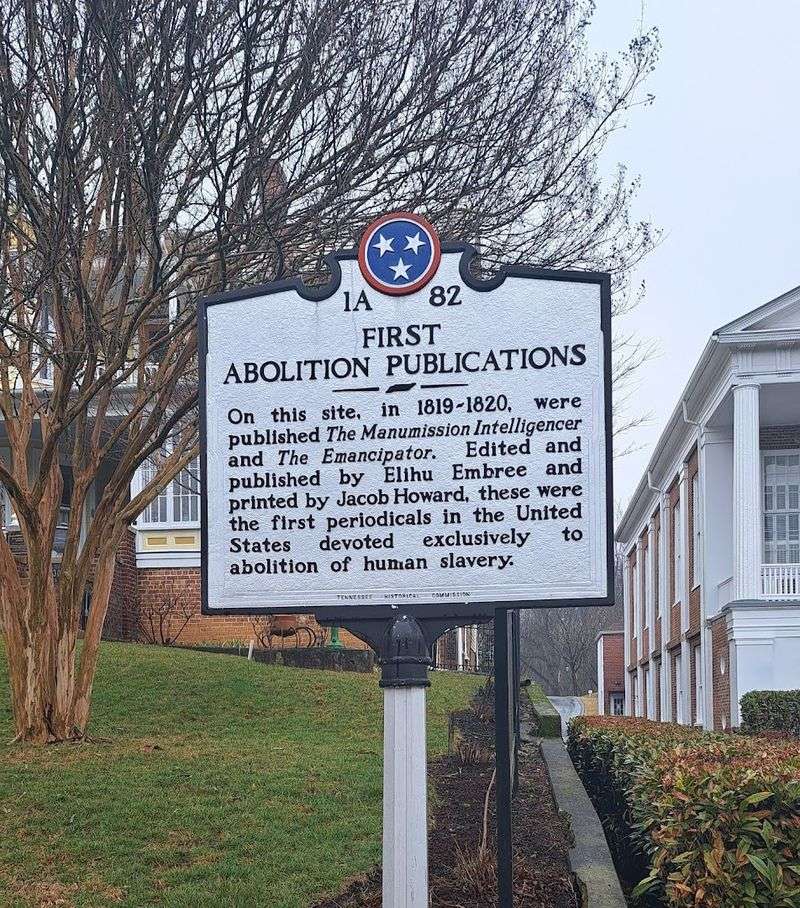 1A 82
FIRST
ABOLITION PUBLICATIONS
On this site, in 1819-1820, were
published The Manumission Intelligencer
and The Emancipator. Edited and
published by Elihu Embree and
printed by Jacob Howard, these were
the first periodicals in the United
States devoted exclusively to
abolition of human slavery.
TENNESSEE HISTORICAL COMMISSION